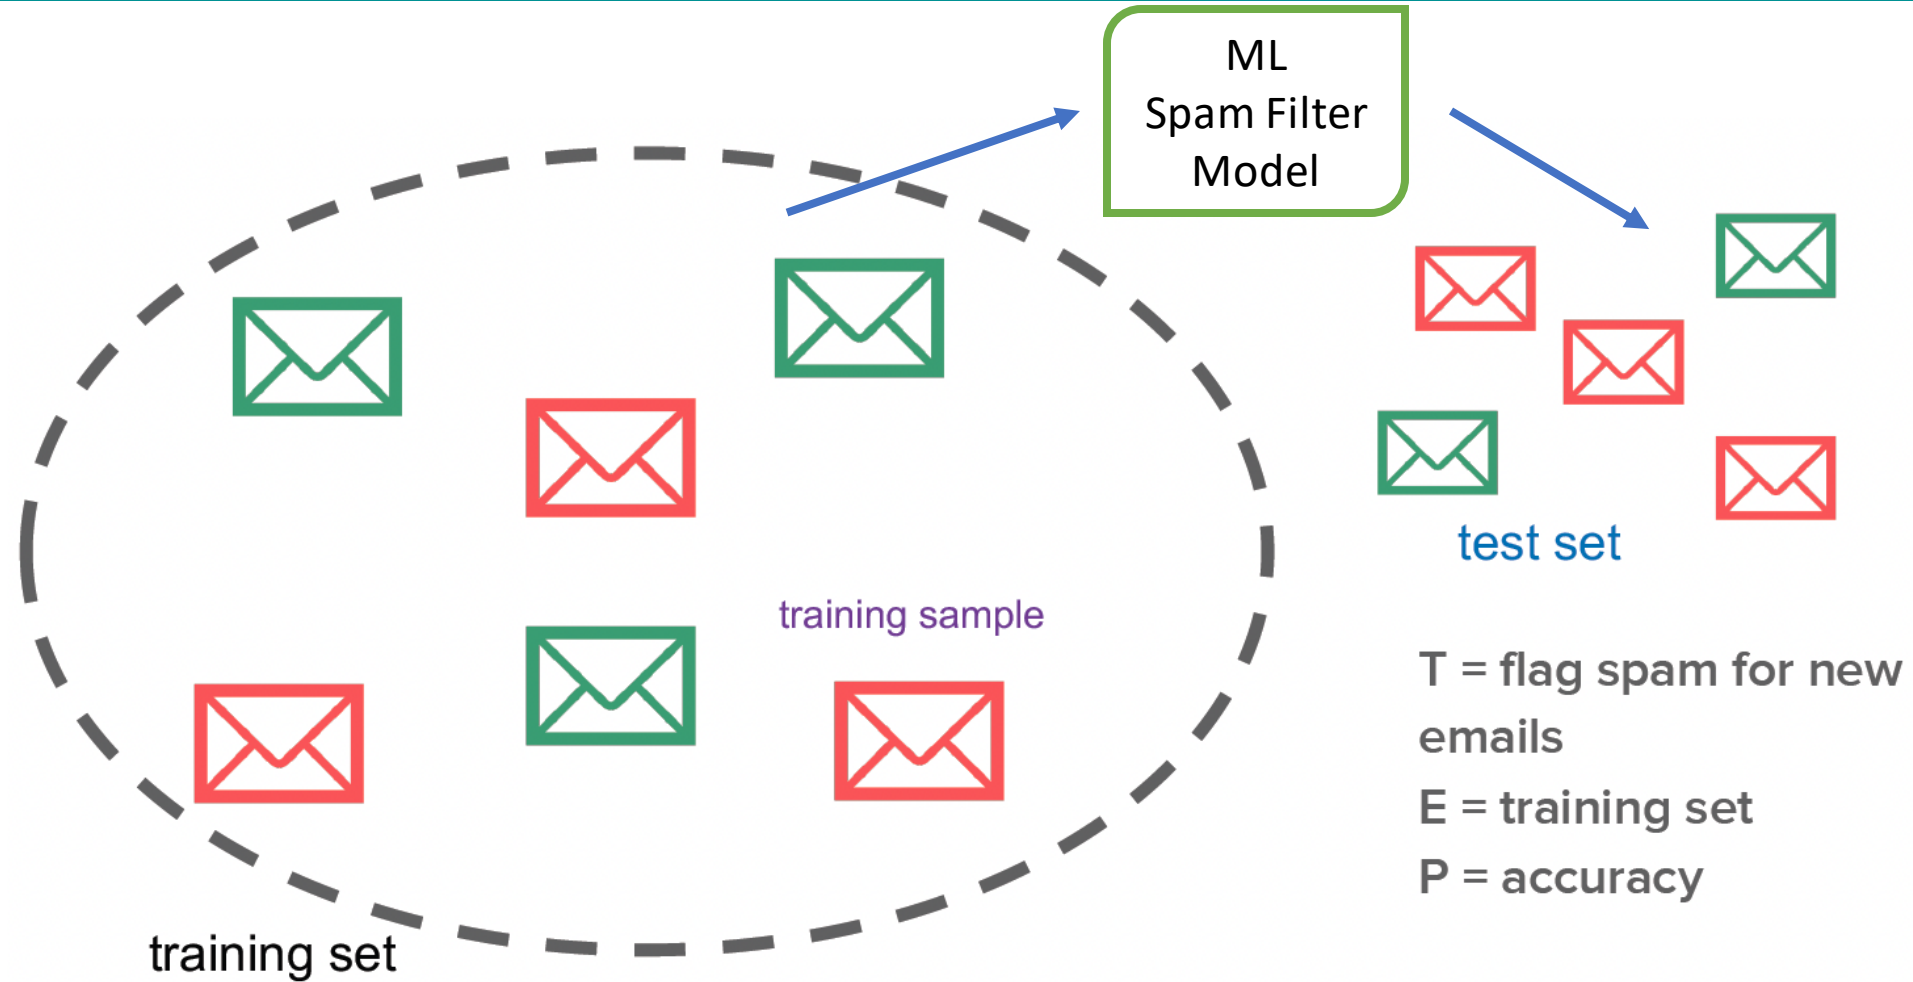 ML
Spam Filter
Model
training sample
training set
test set
T = flag spam for new
emails
E = training set
P = accuracy